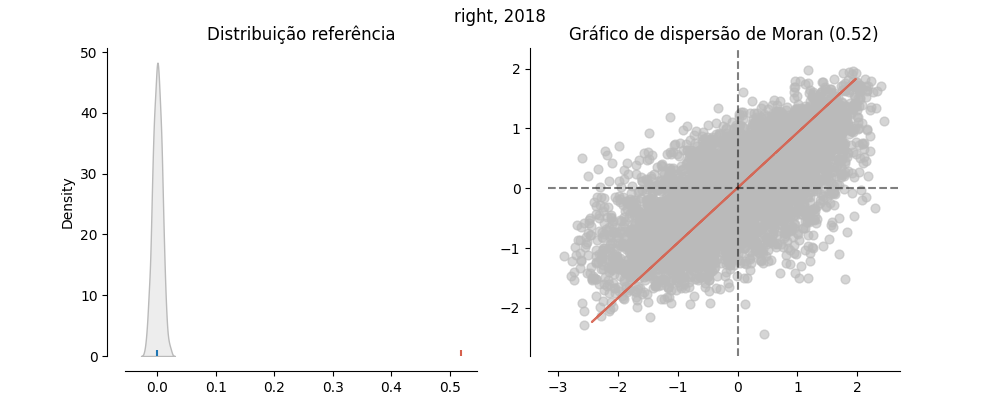 right, 2018
Distribuição referência
Density
50
40
30
20
10
0
0.0 0.1 0.2 0.3 0.4 0.5
Gráfico de dispersão de Moran (0.52)
2
1
0
−1
−2
−3 −2 −1 0 1 2